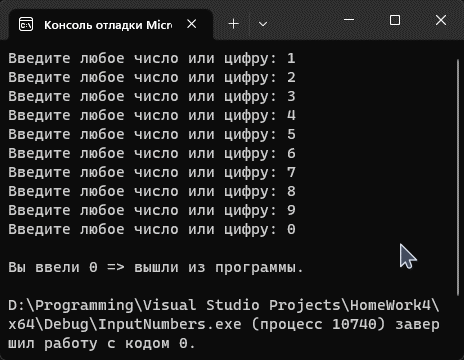 Консоль отладки Micro
Введите любое число или цифру: 1
Введите любое число или цифру: 2
Введите любое число или цифру: 3
Введите любое число или цифру: 4
Введите любое число или цифру: 5
Введите любое число или цифру: 6
Введите любое число или цифру: 7
Введите любое число или цифру: 8
Введите любое число или цифру: 9
Введите любое число или цифру: 0
Вы ввели 0 => вышли из программы.
D:\Programming\Visual Studio Projects\HomeWork4\
x64\Debug\InputNumbers.exe (процесс 10740) завер
шил работу с кодом 0.